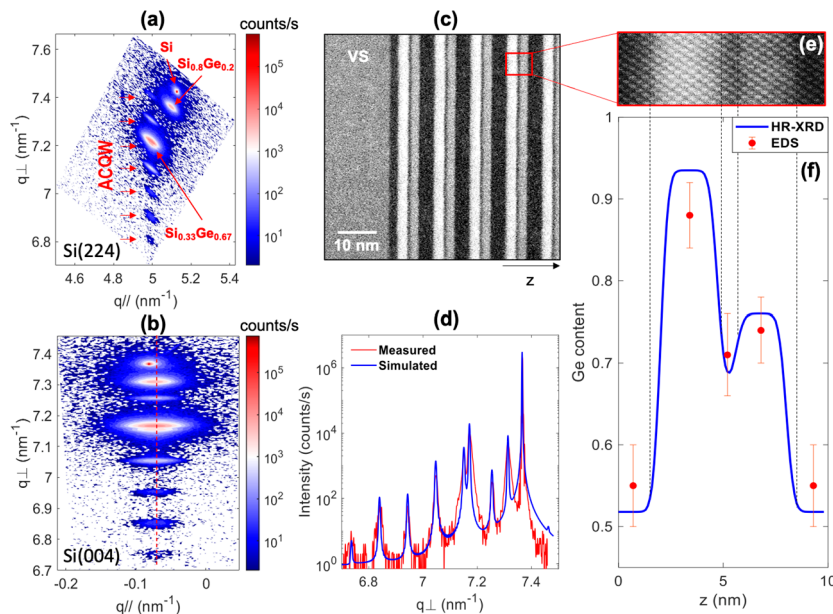 (a)
counts/s
Si
Si0.8Ge0.2
ACQW
Si0.33Ge0.67
Si(224)
q⊥ (nm-1)
7.6
7.4
7.2
7
6.8
4.6 4.8 5 5.2 5.4
q// (nm-1)
10^5
10^4
10^3
10^2
10^1
(b)
counts/s
Si(004)
q⊥ (nm-1)
7.4
7.3
7.2
7.1
7
6.9
6.8
6.7
-0.2 -0.1 0
q// (nm-1)
10^5
10^4
10^3
10^2
10^1
(c)
VS
10 nm
z
(d)
Measured
Simulated
Intensity (counts/s)
10^6
10^4
10^2
10^0
6.8 7 7.2 7.4
q⊥ (nm-1)
(e)
HR-XRD
EDS
(f)
Ge content
1
0.9
0.8
0.7
0.6
0.5
0 5 10
z (nm)